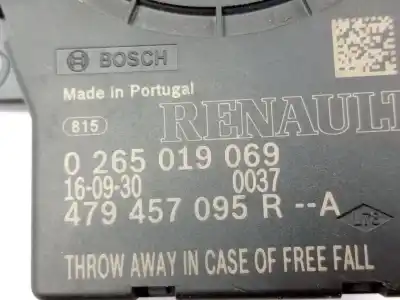 BOSCH
Made in Portugal
815 RENAULT
0 265 019 069
16-09-30 0037
479 457 095 R --A
THROW AWAY IN CASE OF FREE FALL